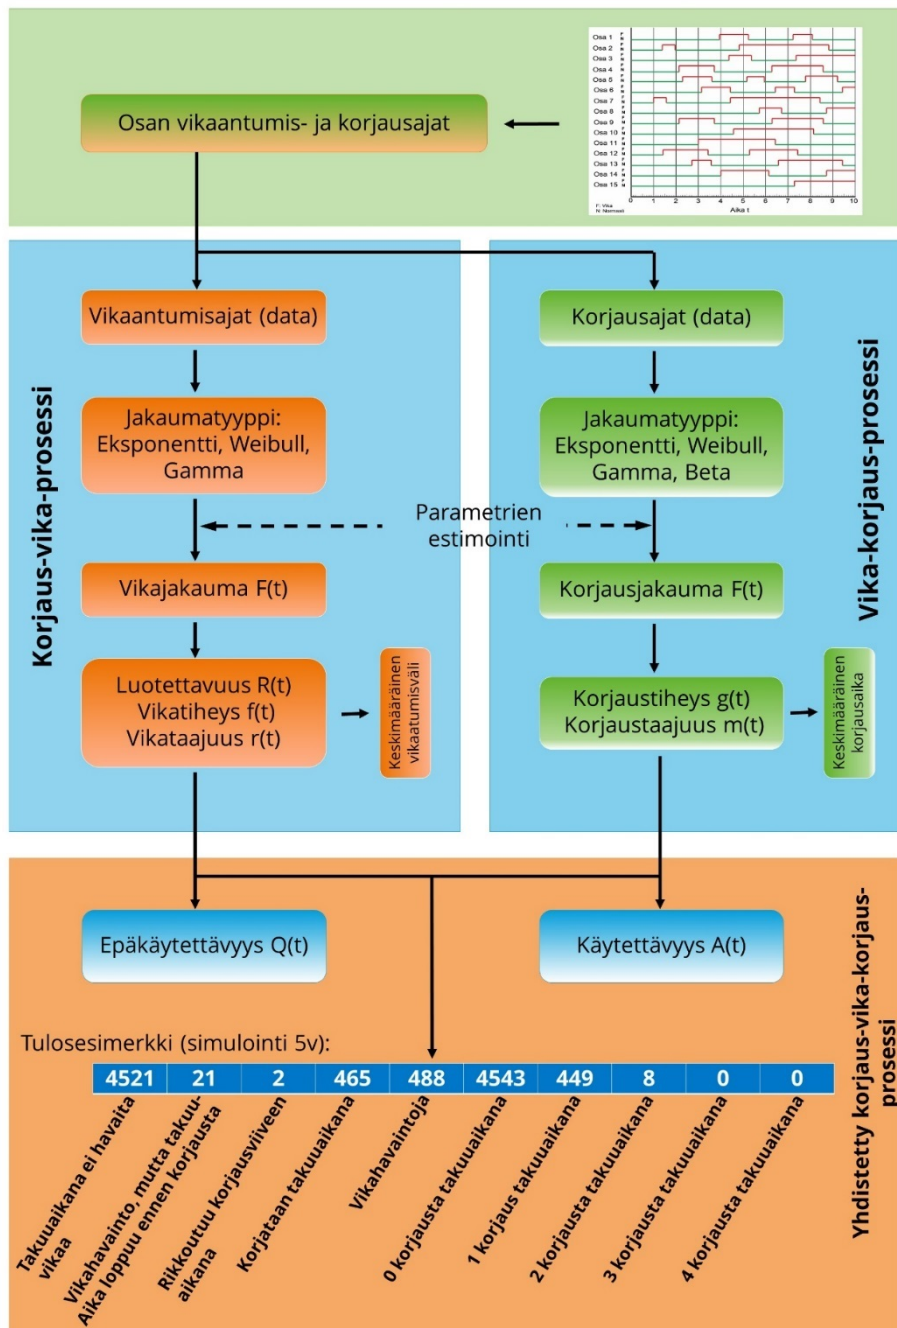 Osan vikaantumis- ja korjausajat
Osa 1
Osa 2
Osa 3
Osa 4
Osa 5
Osa 6
Osa 7
Osa 8
Osa 9
Osa 10
Osa 11
Osa 12
Osa 13
Osa 14
Osa 15
0 1 2 3 4 5 6 7 8 9 10
F: Vika
Aika t
Korjaus-vika-prosessi
Vikaantumisajat (data)
Jakaumatyyppi:
Eksponentti, Weibull,
Gamma
Vikajakauma F(t)
Luotettavuus R(t)
Vikatiheys f(t)
Vikataajuus r(t)
Keskimääräinen
vikaatumisväli
Parametrien
estimointi
Vika-korjaus-prosessi
Korjausajat (data)
Jakaumatyyppi:
Eksponentti, Weibull,
Gamma, Beta
Korjausjakauma F(t)
Korjaustiheys g(t)
Korjaustaajuus m(t)
Keskimääräinen
korjausaika
Yhdistetty korjaus-vika-korjaus-
prosessi
Epäkäytettävyys Q(t)
Käytettävyys A(t)
Tulosesimerkki (simulointi 5v):
4521 21 2 465 488 4543 449 8 0 0
Takuuaikana ei havaita
vikaa
Vikahavainto, mutta takuu-
Aika loppuu ennen korjausta
Rikkoutuu korjausviiveen
aikana
Korjataan takuuaikana
Vikahavaintoja
0 korjausta takuuaikana
1 korjaus takuuaikana
2 korjausta takuuaikana
3 korjausta takuuaikana
4 korjausta takuuaikana